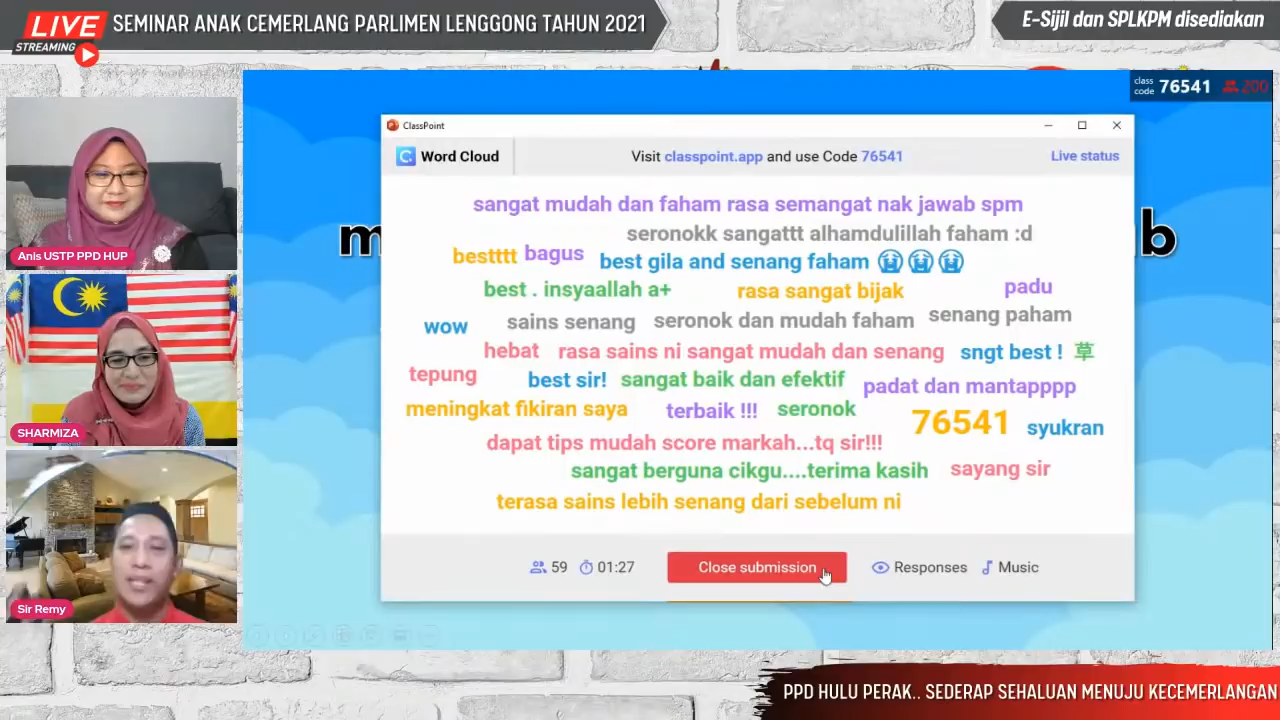 LIVE
STREAMING
SEMINAR ANAK CEMERLANG PARLIMEN LENGGONG TAHUN 2021
E-Sijil dan SPLKPM disediakan
class code 76541 200
ClassPoint
Word Cloud
Visit classpoint.app and use Code 76541
Live status
sangat mudah dan faham rasa semangat nak jawab spm
seronokk sangattt alhamdulillah faham :d
besttt bagus
best gila and senang faham 😭😭😭
best . insyaallah a+
rasa sangat bijak
padu
wow
sains senang
seronok dan mudah faham
senang paham
hebat
rasa sains ni sangat mudah dan senang
sngt best !
草
tepung
best sir!
sangat baik dan efektif
padat dan mantapppp
meningkat fikiran saya
terbaik !!!
seronok
76541
syukran
dapat tips mudah score markah...tq sir!!!
sangat berguna cikgu....terima kasih
sayang sir
terasa sains lebih senang dari sebelum ni
59
01:27
Close submission
Responses
Music
m
b
Anis USTP PPD HUP
SHARMIZA
Sir Remy
PPD HULU PERAK.. SEDERAP SEHALUAN MENUJU KECEMERLANGAN